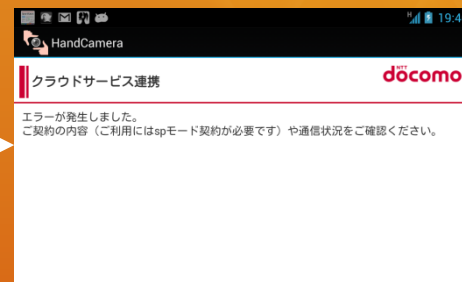 H 19:4
HandCamera
クラウドサービス連携
NTT
döcomo
エラーが発生しました。
ご契約の内容（ご利用にはspモード契約が必要です）や通信状況をご確認ください。